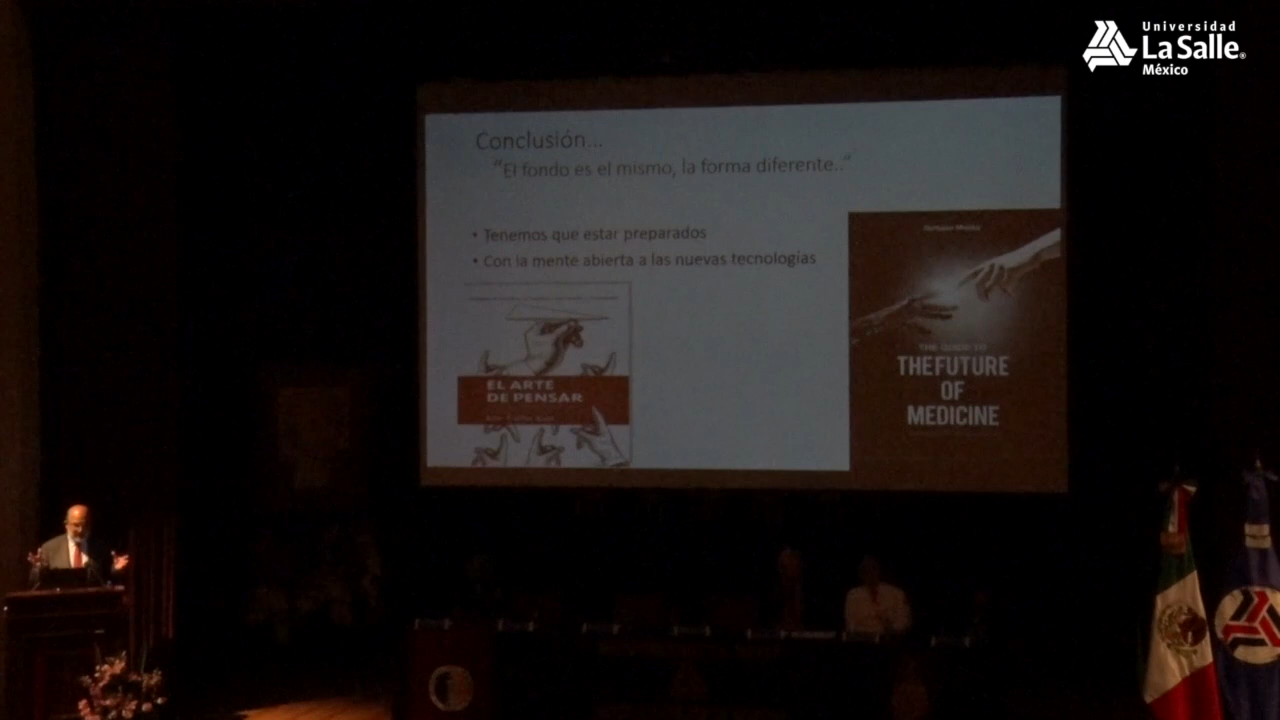 Universidad
La Salle®
México
Conclusión...
"El fondo es el mismo, la forma diferente.."
• Tenemos que estar preparados
• Con la mente abierta a las nuevas tecnologías
EL ARTE
DE PENSAR
THE GUIDE TO
THE FUTURE
OF
MEDICINE